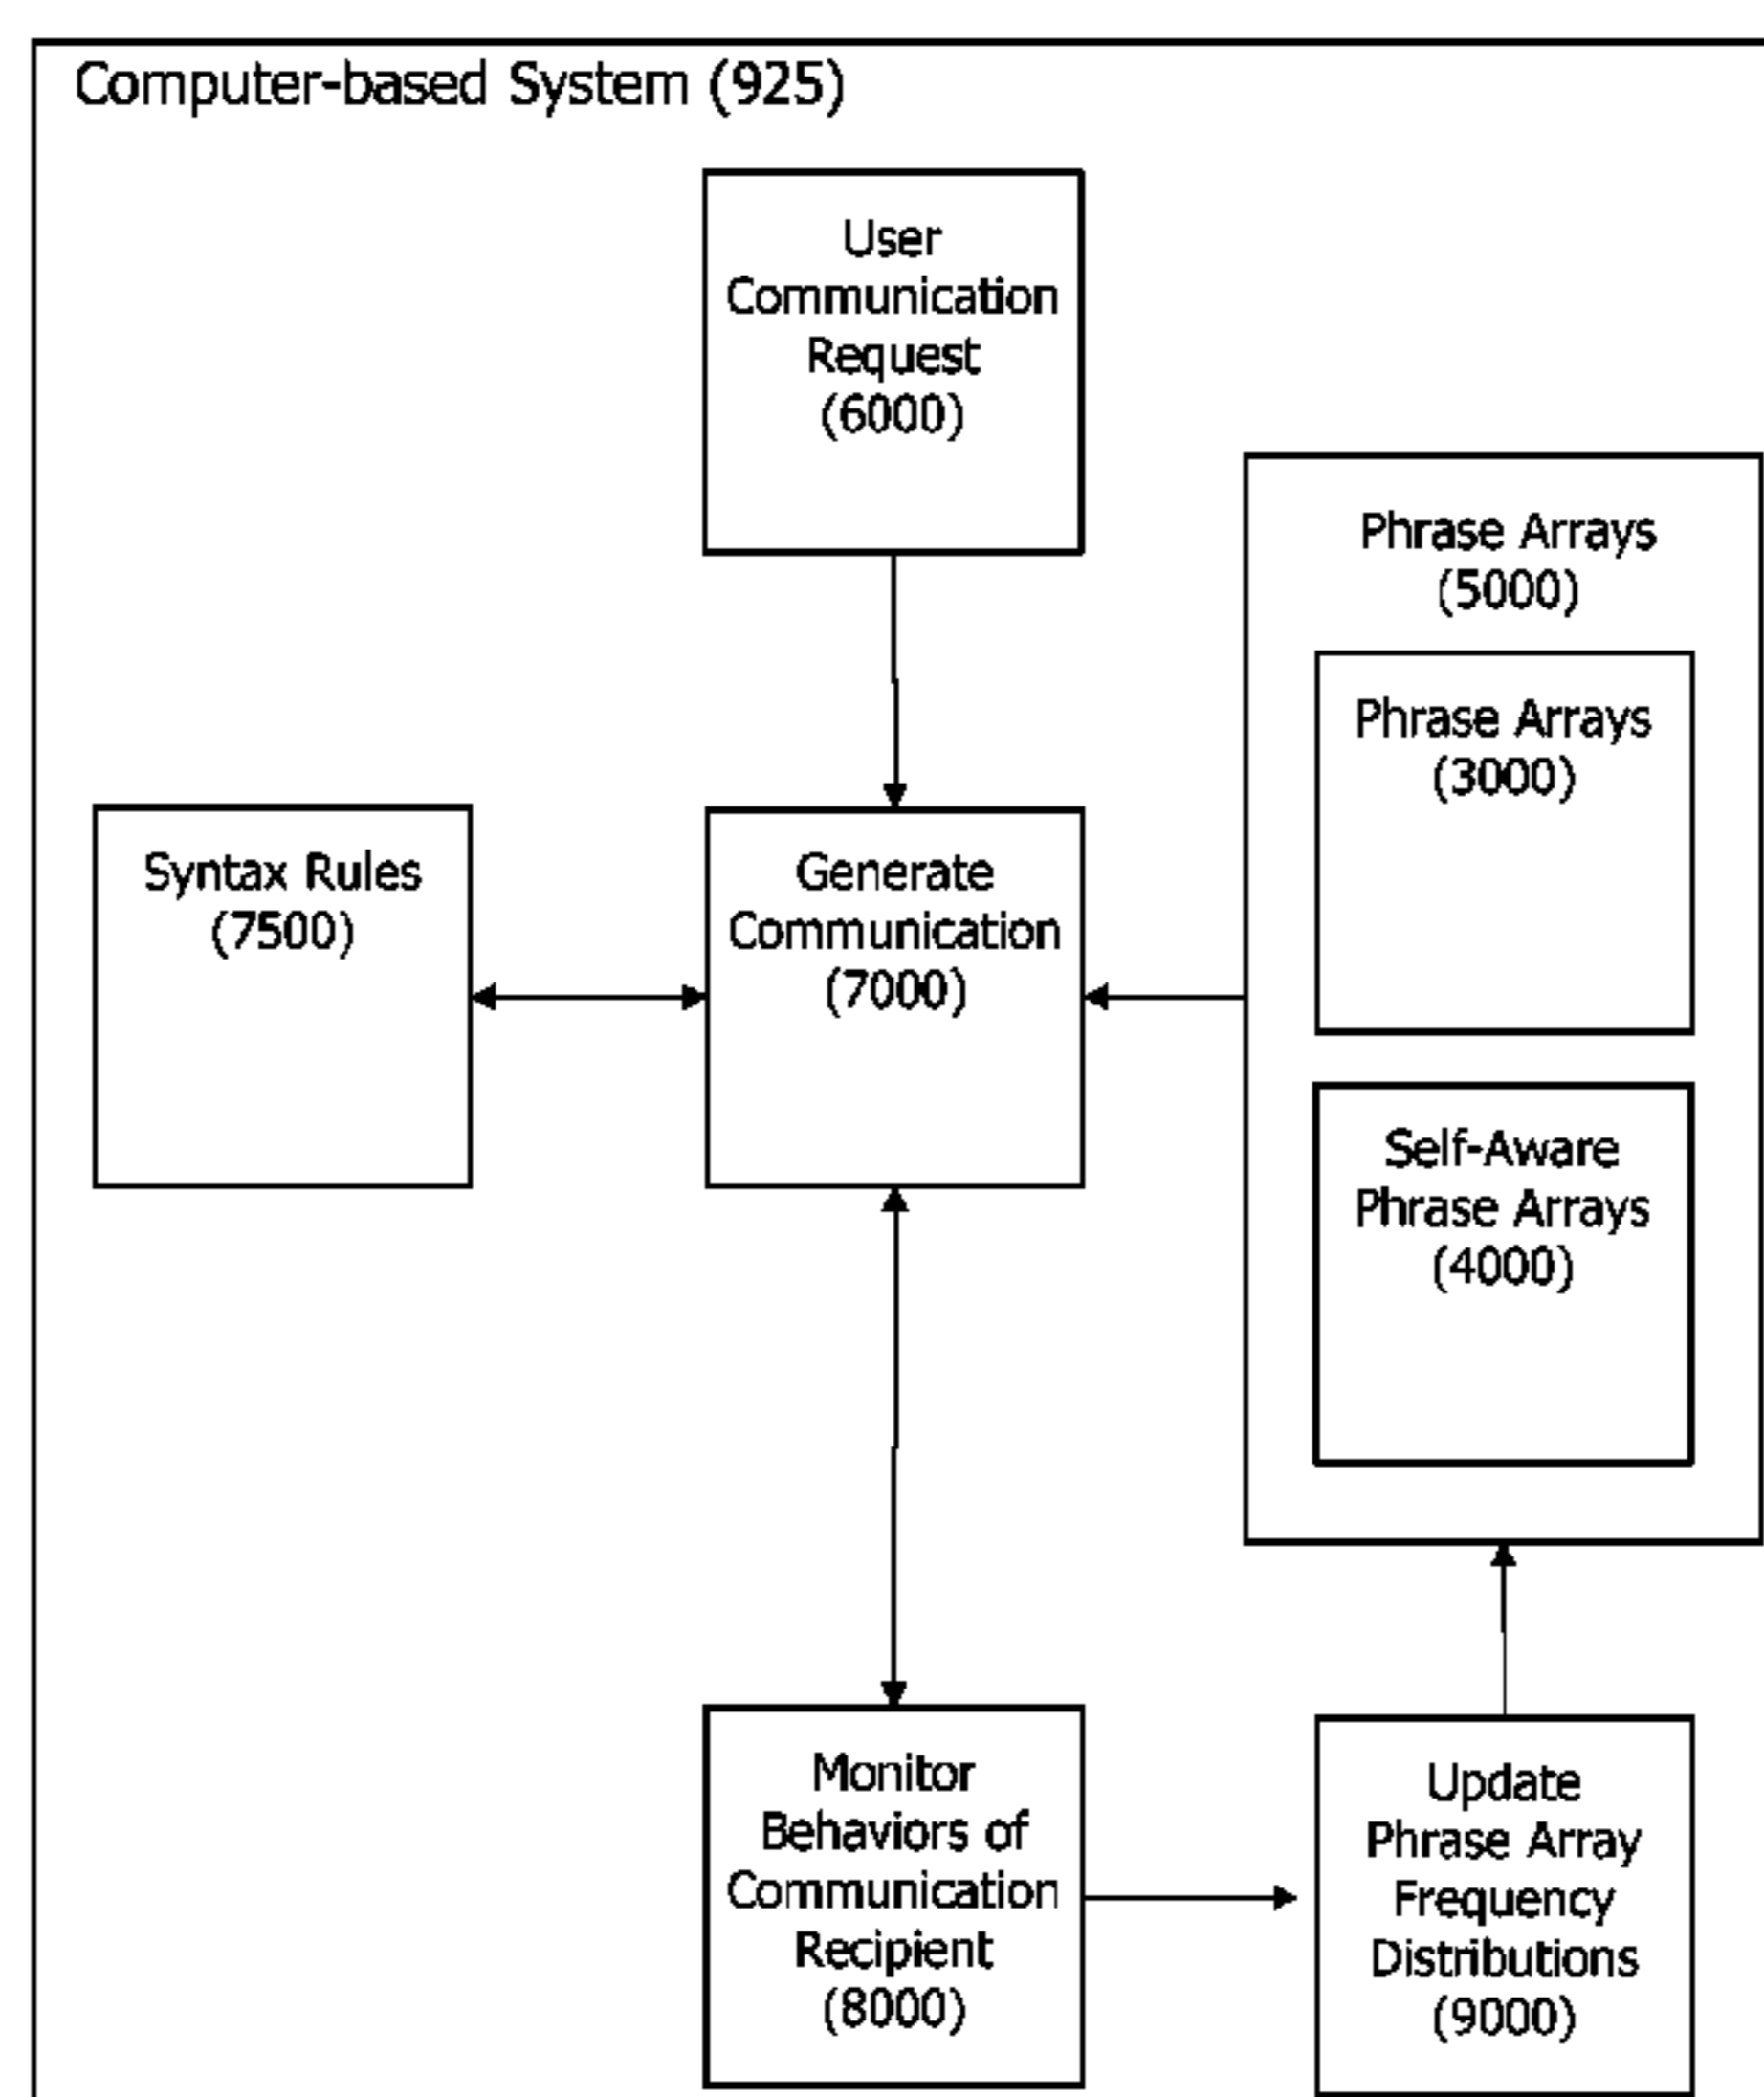 Computer-based System (925)
User
Communication
Request
(6000)
Phrase Arrays
(5000)
Phrase Arrays
(3000)
Syntax Rules
(7500)
Generate
Communication
(7000)
Self-Aware
Phrase Arrays
(4000)
Monitor
Behaviors of
Communication
Recipient
(8000)
Update
Phrase Array
Frequency
Distributions
(9000)